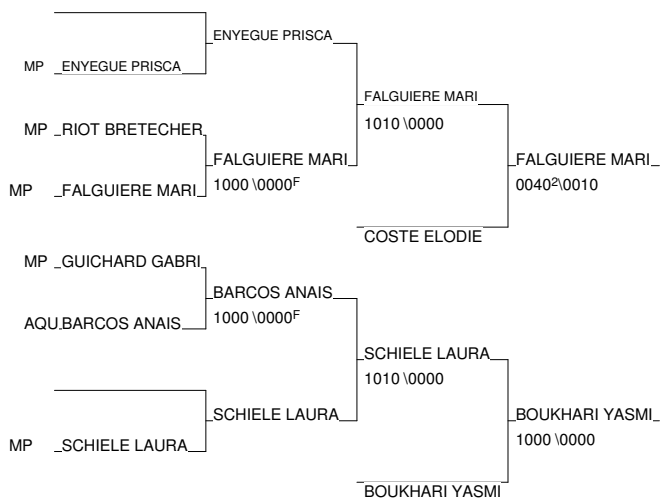 ENYEGUE PRISCA
MP ENYEGUE PRISCA
FALGUIERE MARI
1010 \0000
MP RIOT BRETECHER
FALGUIERE MARI
1000 \0000F
FALGUIERE MARI
0040²\0010
MP FALGUIERE MARI
COSTE ELODIE
MP GUICHARD GABRI
BARCOS ANAIS
1000 \0000F
AQU BARCOS ANAIS
SCHIELE LAURA
1010 \0000
SCHIELE LAURA
BOUKHARI YASMI
1000 \0000
MP SCHIELE LAURA
BOUKHARI YASMI